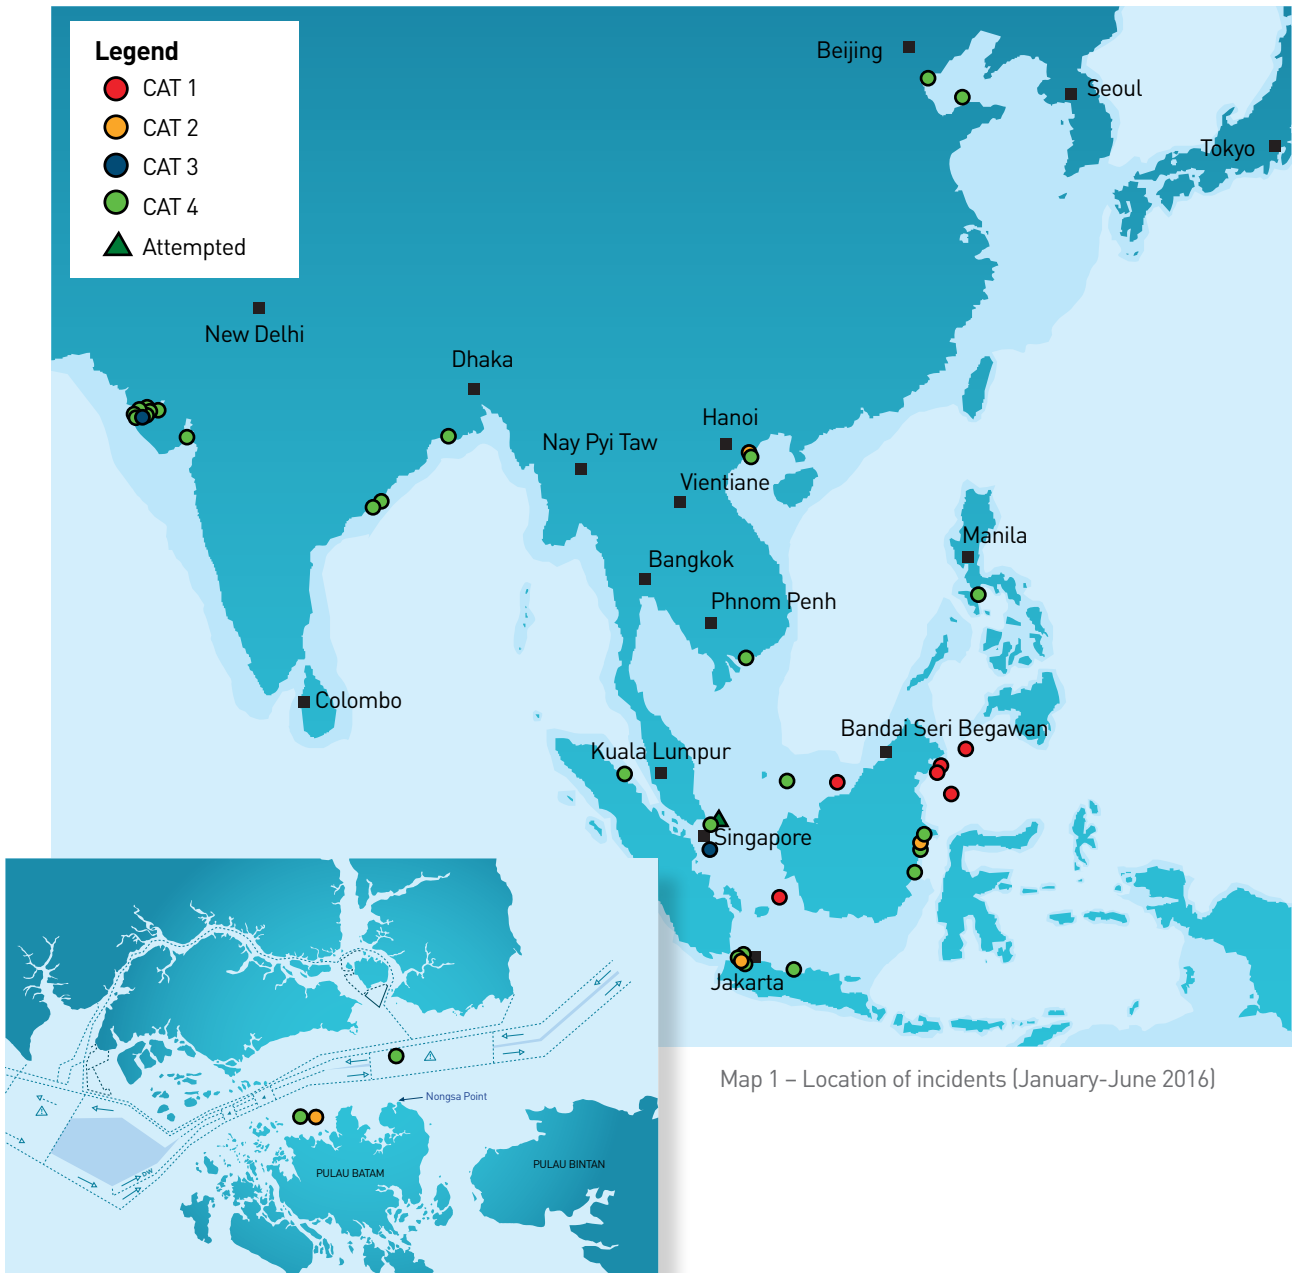 Legend
CAT 1
CAT 2
CAT 3
CAT 4
Attempted
Beijing
Seoul
Tokyo
New Delhi
Dhaka
Hanoi
Nay Pyi Taw
Vientiane
Manila
Bangkok
Phnom Penh
Colombo
Bandai Seri Begawan
Kuala Lumpur
Singapore
Jakarta
Map 1 – Location of incidents (January-June 2016)
Nongsa Point
PULAU BATAM
PULAU BINTAN
DW